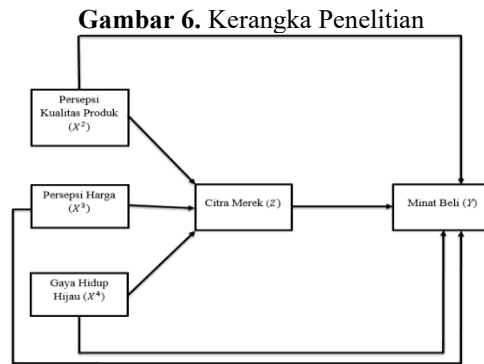 Gambar 6. Kerangka Penelitian
Persepsi
Kualitas Produk
(X²)
Persepsi Harga
(X³)
Citra Merek (Z)
Minat Beli (Y)
Gaya Hidup
Hijau (X⁴)